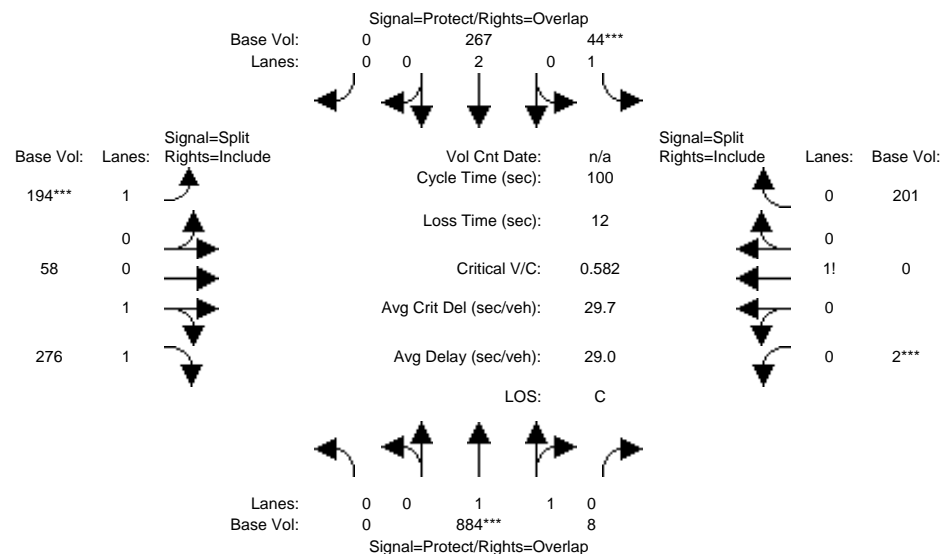 Signal=Protect/Rights=Overlap
Base Vol: 0 267 44***
Lanes: 0 0 2 0 1
Signal=Split
Rights=Include
Signal=Split
Rights=Include
Base Vol: Lanes:
Vol Cnt Date: n/a
Lanes: Base Vol:
Cycle Time (sec): 100
194*** 1
0 201
Loss Time (sec): 12
0
0
58 0
Critical V/C: 0.582
1! 0
1
Avg Crit Del (sec/veh): 29.7
0
276 1
Avg Delay (sec/veh): 29.0
0 2***
LOS: C
Lanes: 0 0 1 1 0
Base Vol: 0 884*** 8
Signal=Protect/Rights=Overlap